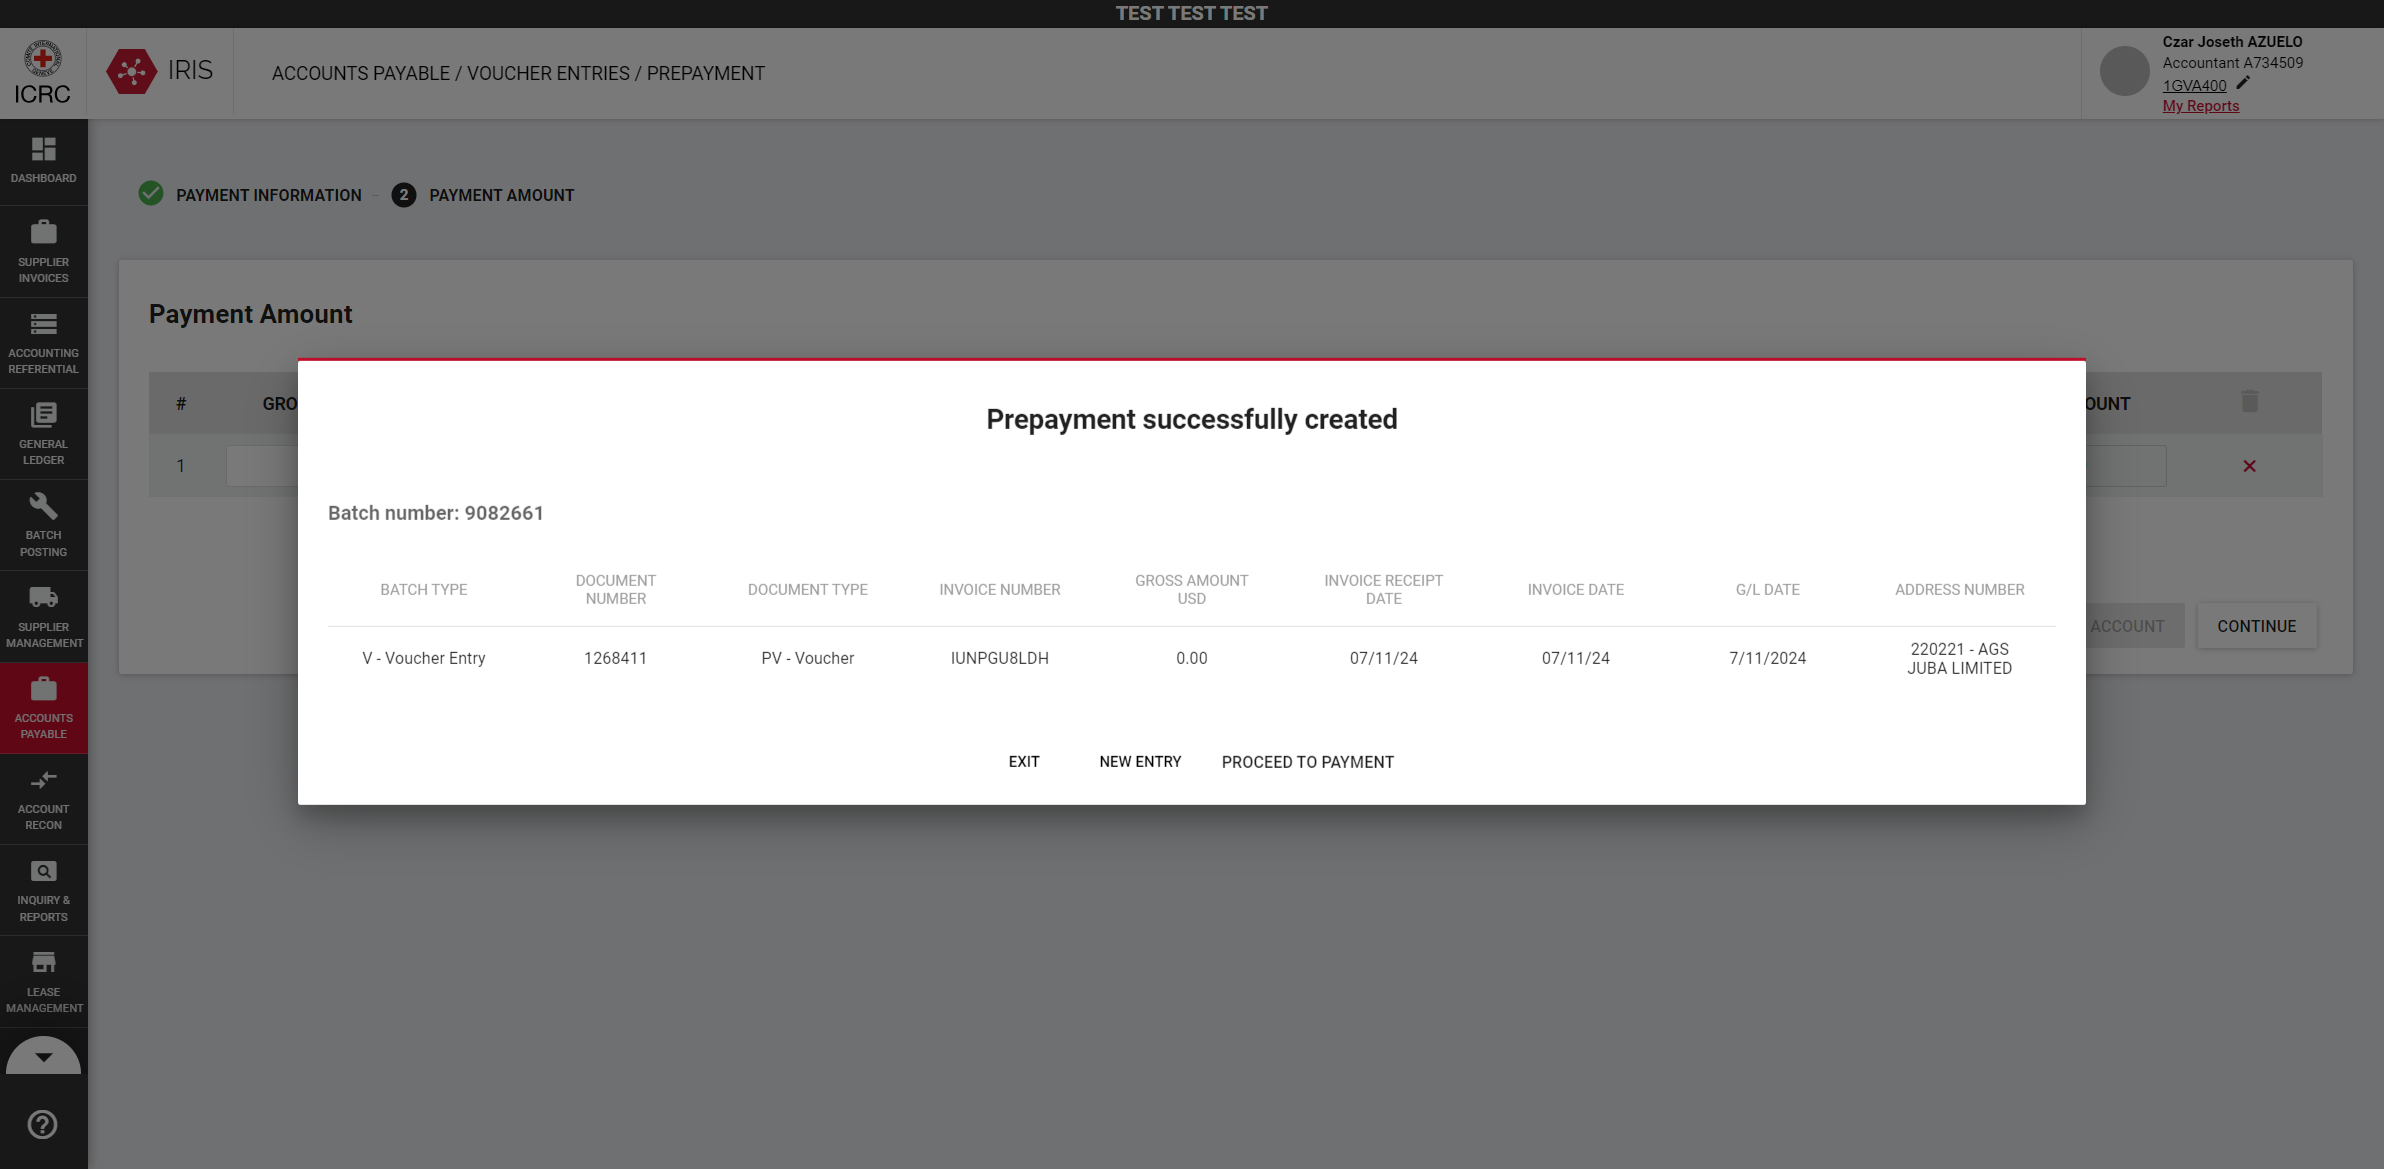 TEST TEST TEST
ICRC
IRIS
ACCOUNTS PAYABLE / VOUCHER ENTRIES / PREPAYMENT
Czar Joseth AZUELO
Accountant A734509
1GVA400
My Reports
DASHBOARD
SUPPLIER
INVOICES
ACCOUNTING
REFERENTIAL
GENERAL
LEDGER
BATCH
POSTING
SUPPLIER
MANAGEMENT
ACCOUNTS
PAYABLE
ACCOUNT
RECON
INQUIRY &
REPORTS
LEASE
MANAGEMENT
PAYMENT INFORMATION
2 PAYMENT AMOUNT
Payment Amount
# GRO OUNT
1
ACCOUNT CONTINUE
Prepayment successfully created
Batch number: 9082661
BATCH TYPE DOCUMENT NUMBER DOCUMENT TYPE INVOICE NUMBER GROSS AMOUNT USD INVOICE RECEIPT DATE INVOICE DATE G/L DATE ADDRESS NUMBER
V - Voucher Entry 1268411 PV - Voucher IUNPGU8LDH 0.00 07/11/24 07/11/24 7/11/2024 220221 - AGS JUBA LIMITED
EXIT NEW ENTRY PROCEED TO PAYMENT